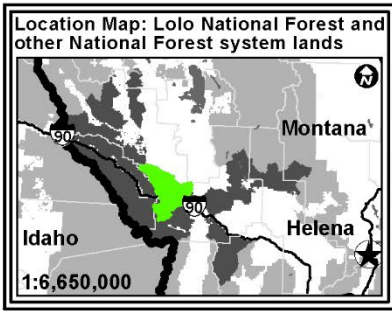 Location Map: Lolo National Forest and
other National Forest system lands
N
90
Montana
90
Idaho
Helena
1:6,650,000